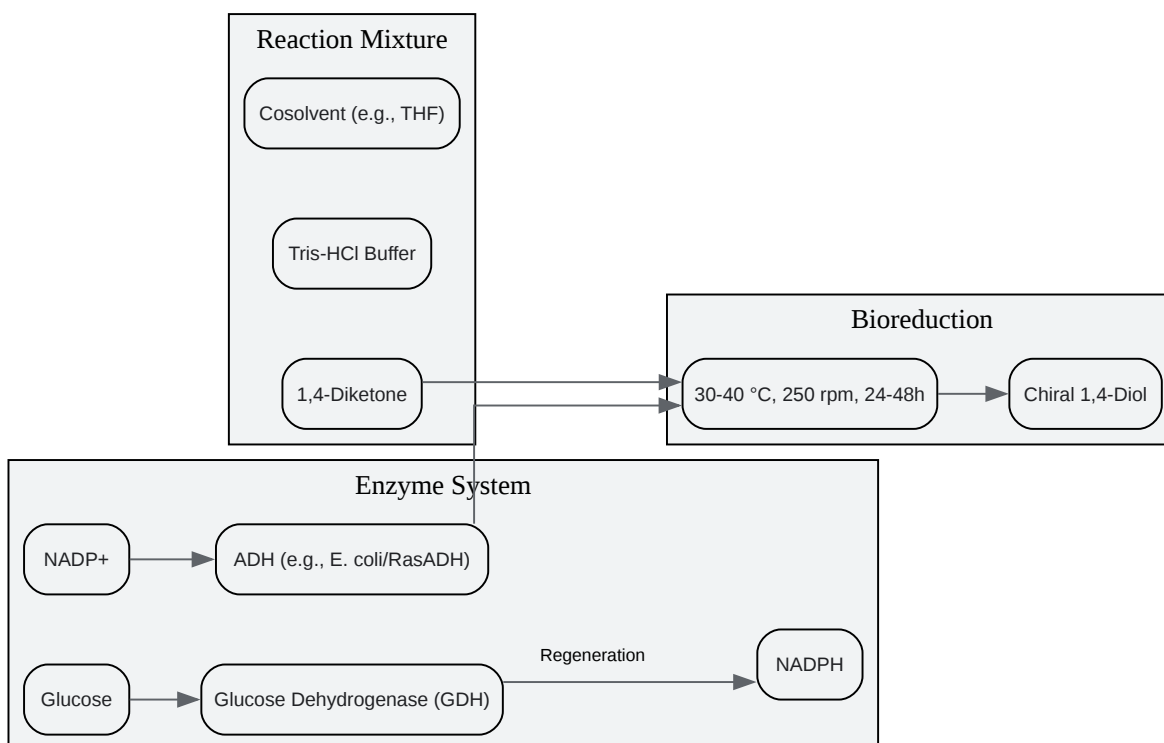 Reaction Mixture
Cosolvent (e.g., THF)
Tris-HCl Buffer
1,4-Diketone
Bioreduction
30-40 °C, 250 rpm, 24-48h
Chiral 1,4-Diol
Enzyme System
NADP+
ADH (e.g., E. coli/RasADH)
Glucose
Glucose Dehydrogenase (GDH)
Regeneration
NADPH